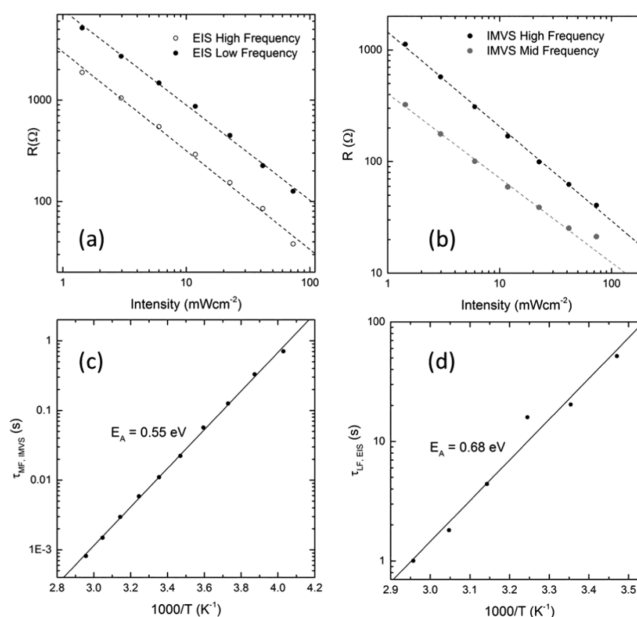 EIS High Frequency
EIS Low Frequency
1000
100
R(Ω)
(a)
1 10 100
Intensity (mWcm-2)
IMVS High Frequency
IMVS Mid Frequency
1000
100
10
R (Ω)
(b)
1 10 100
Intensity (mWcm-2)
(c)
1
0.1
0.01
1E-3
τMF, IMVS (s)
EA = 0.55 eV
3.0 3.2 3.4 3.6 3.8 4.0 4.2
1000/T (K-1)
(d)
100
10
1
τLF, EIS (s)
EA = 0.68 eV
2.9 3.0 3.1 3.2 3.3 3.4 3.5
1000/T (K-1)